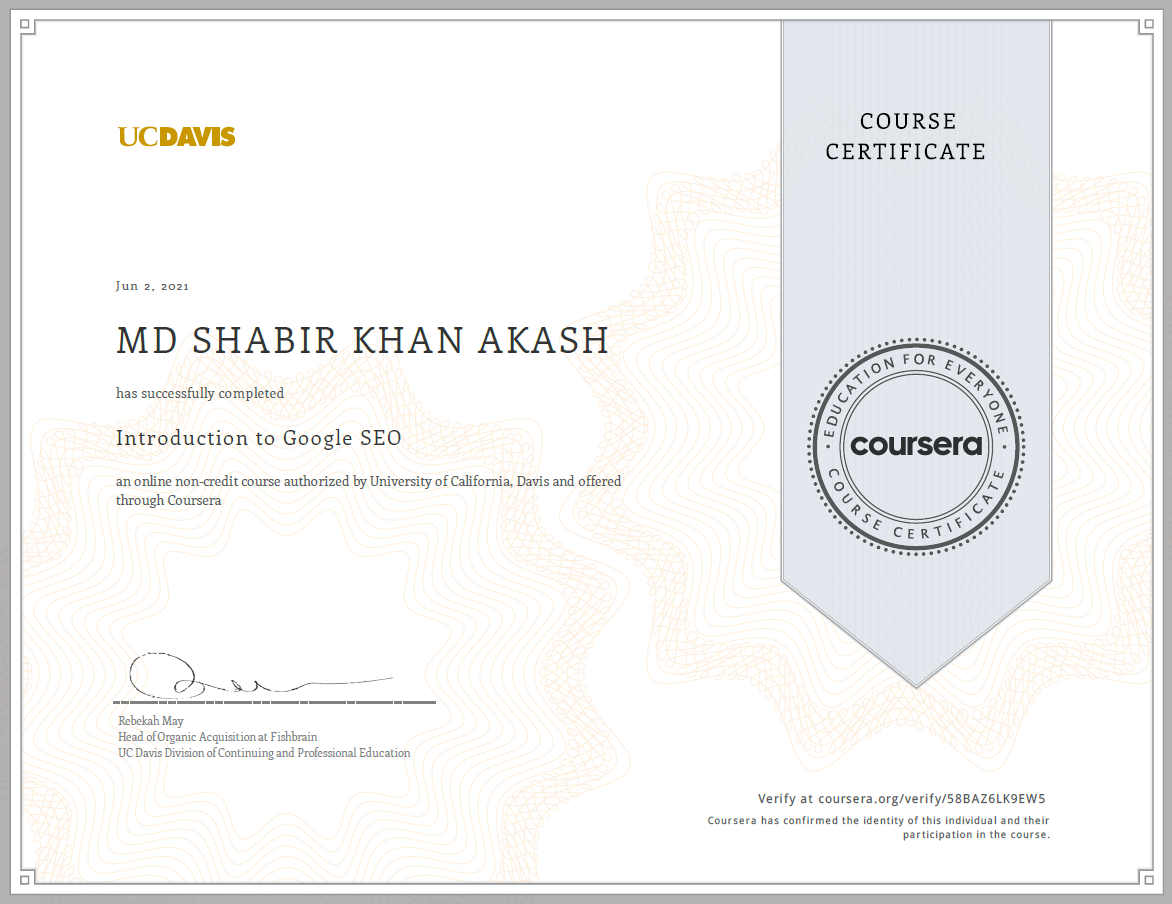 UCDAVIS
COURSE
CERTIFICATE
Jun 2, 2021
MD SHABIR KHAN AKASH
has successfully completed
Introduction to Google SEO
an online non-credit course authorized by University of California, Davis and offered
through Coursera
EDUCATION FOR EVERYONE
coursera
COURSE CERTIFICATE
Rebekah May
Head of Organic Acquisition at Fishbrain
UC Davis Division of Continuing and Professional Education
Verify at coursera.org/verify/58BAZ6LK9EW5
Coursera has confirmed the identity of this individual and their
participation in the course.